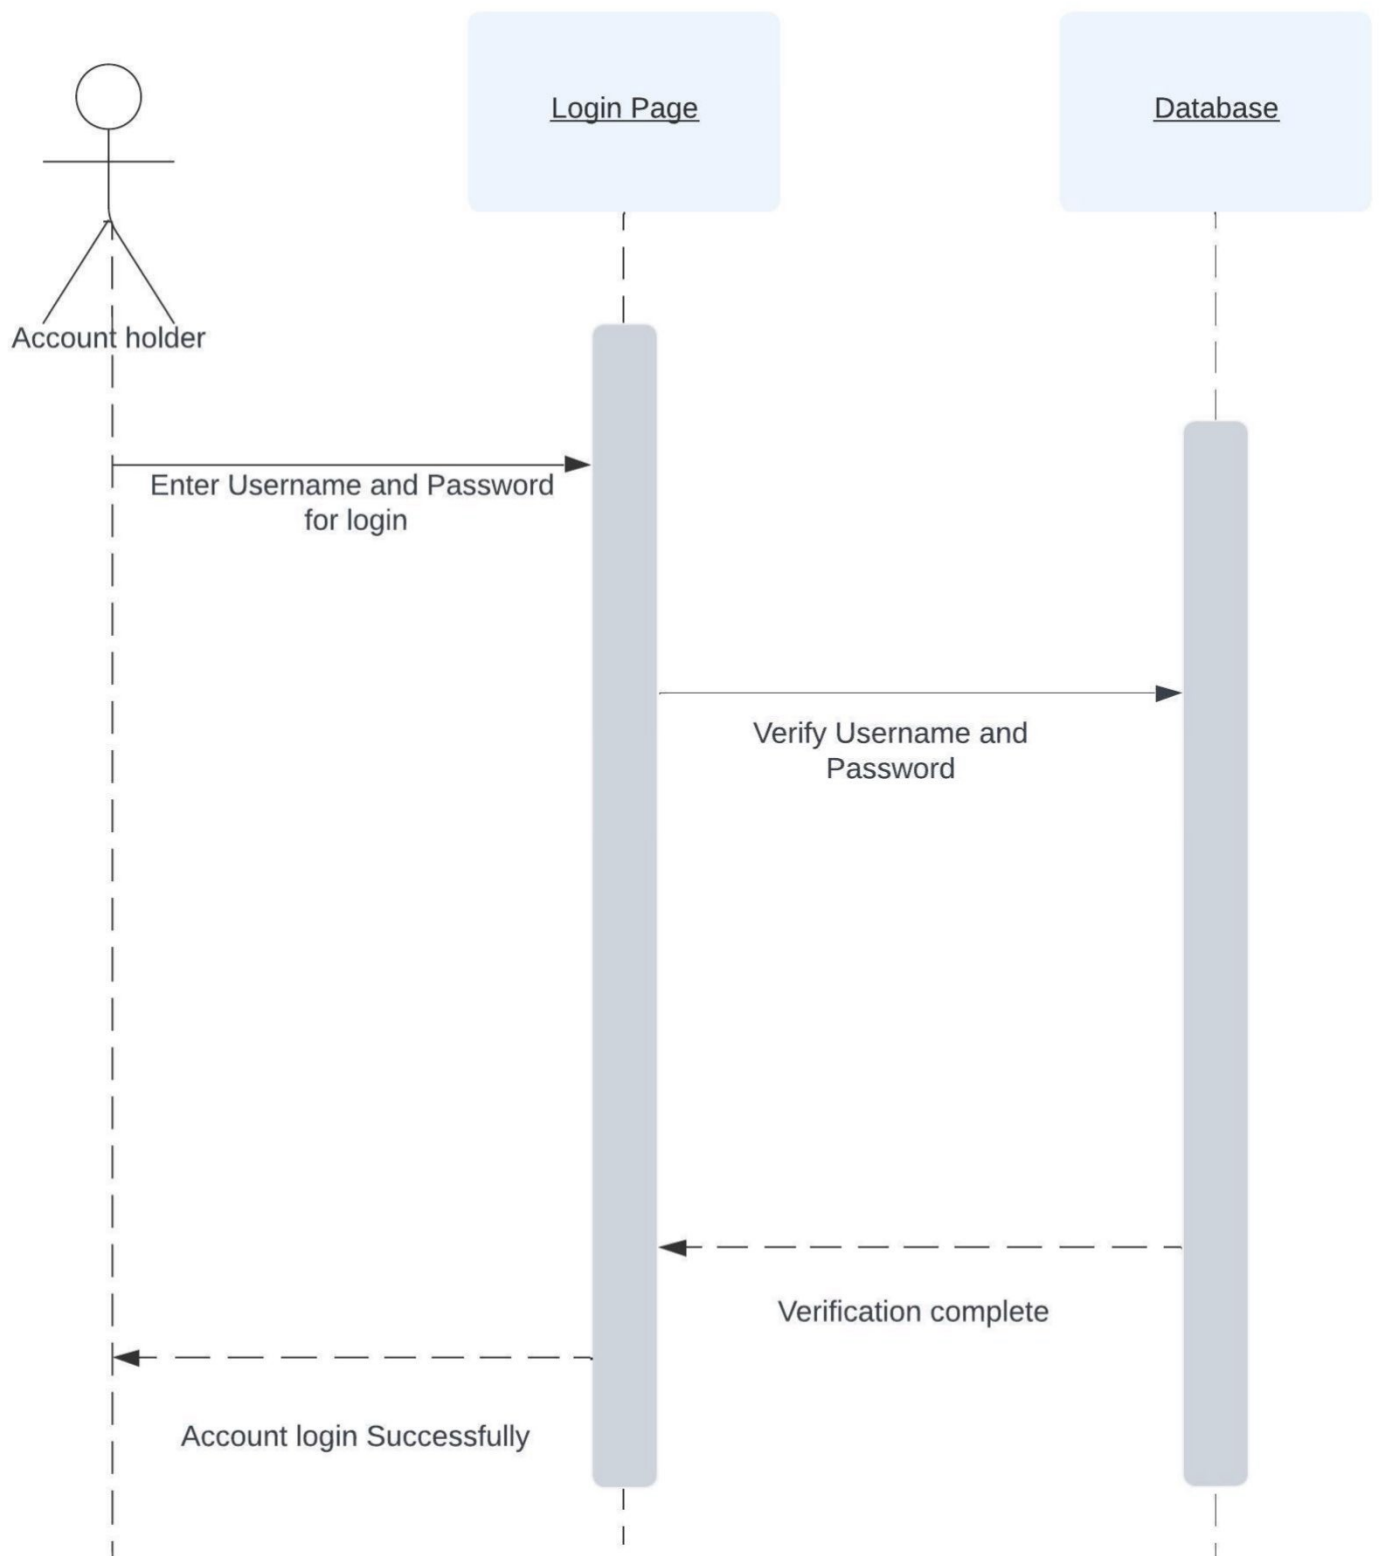 Login Page
Database
Account holder
Enter Username and Password
for login
Verify Username and
Password
Verification complete
Account login Successfully